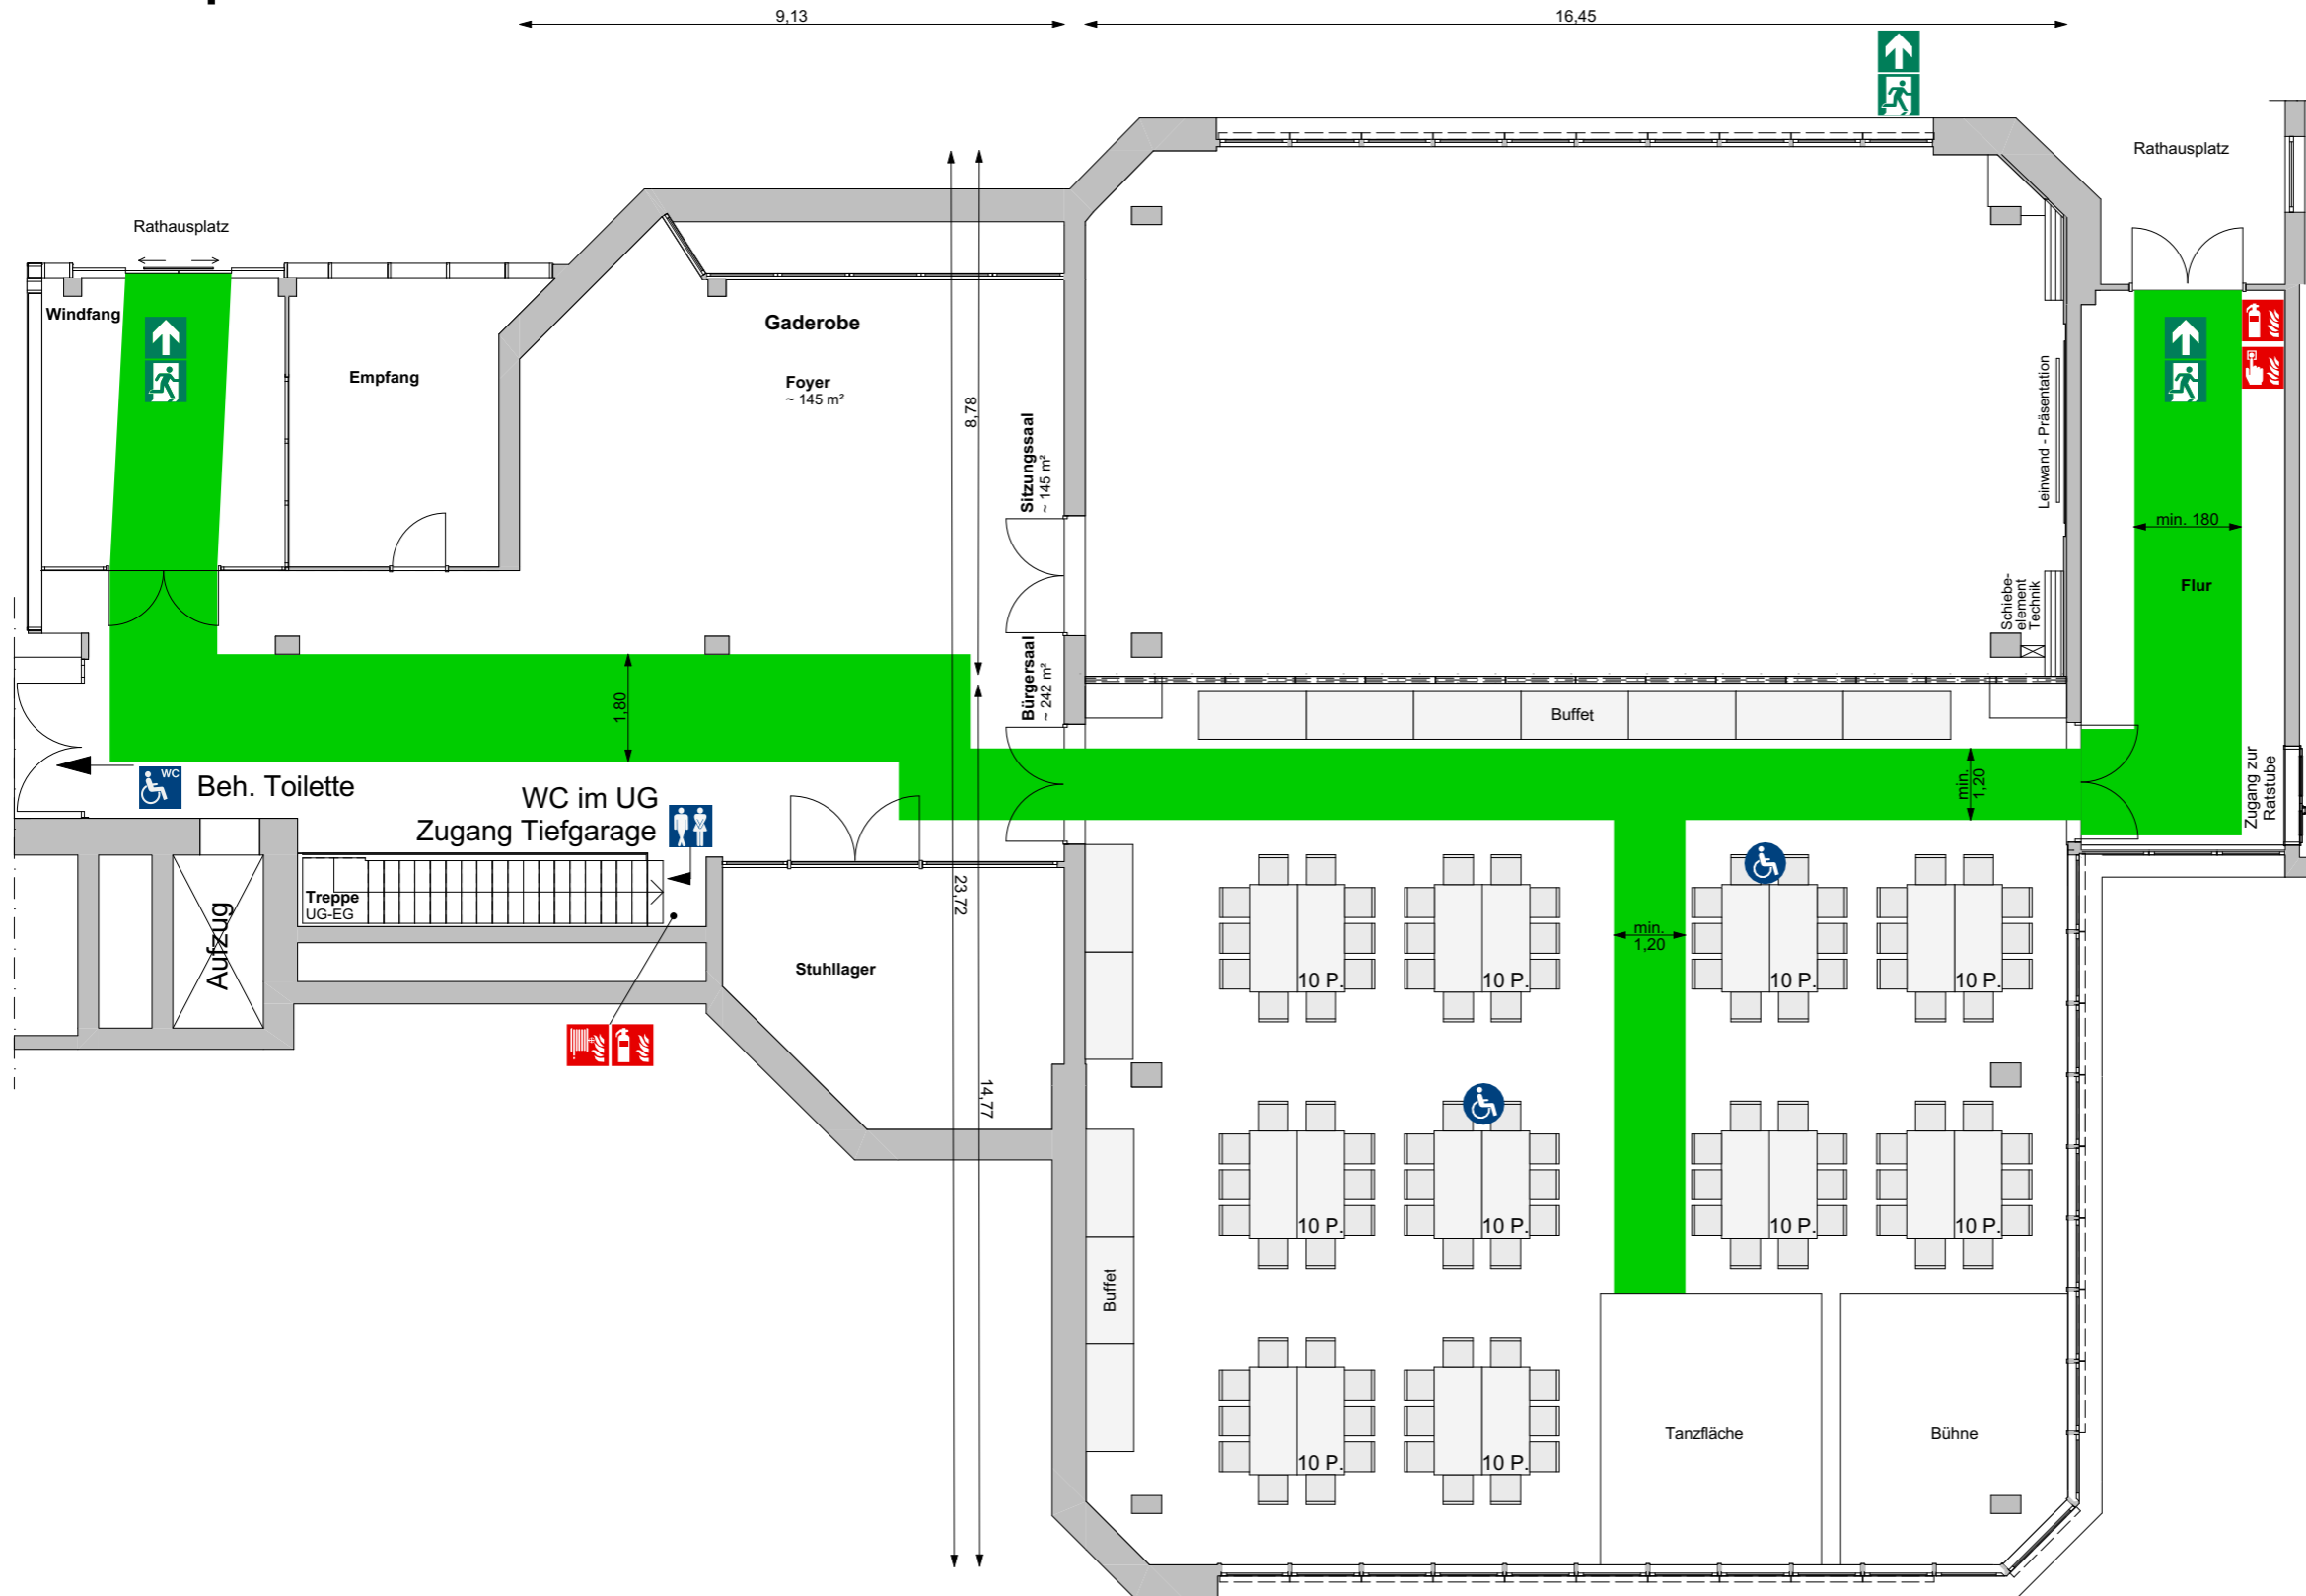 9,13
16,45
Rathausplatz
Rathausplatz
Windfang
Empfang
Gaderobe
Foyer
~ 145 m²
8,78
Sitzungssaal
~ 145 m²
Leinwand - Präsentation
min. 180
Flur
Schiebe-
element
Technik
Bürgersaal
~ 242 m²
1,80
Buffet
min.
1,20
Zugang zur
Ratstube
WC
Beh. Toilette
WC im UG
Zugang Tiefgarage
Treppe
UG-EG
Aufzug
23,72
Stuhllager
min.
1,20
10 P.
10 P.
10 P.
10 P.
14,77
10 P.
10 P.
10 P.
10 P.
Buffet
10 P.
10 P.
Tanzfläche
Bühne